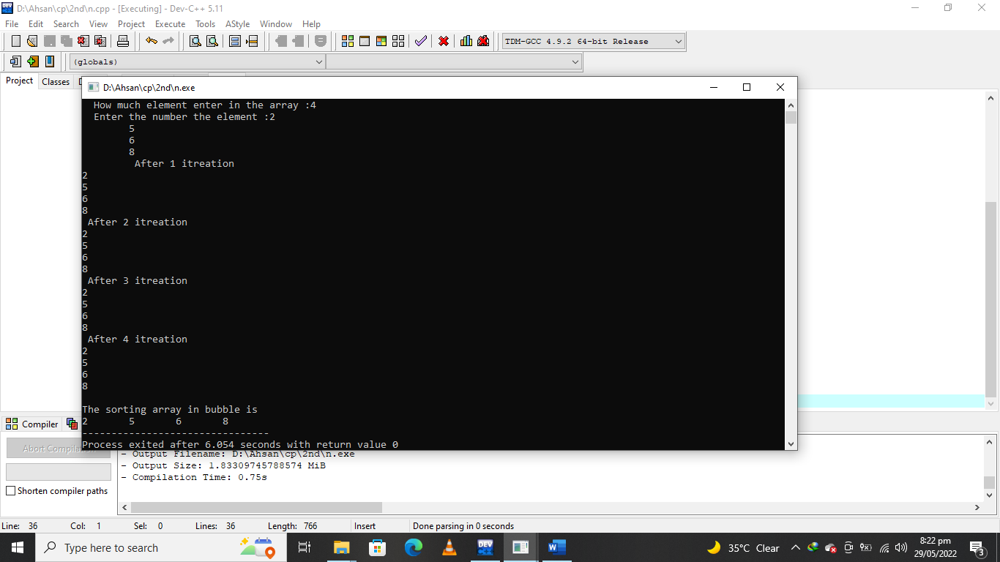 D:\Ahsan\cp\2nd\n.cpp - [Executing] - Dev-C++ 5.11
File Edit Search View Project Execute Tools AStyle Window Help
TDM-GCC 4.9.2 64-bit Release
(globals)
Project Classes
D:\Ahsan\cp\2nd\n.exe
How much element enter in the array :4
Enter the number the element :2
5
6
8
After 1 itreation
2
5
6
8
After 2 itreation
2
5
6
8
After 3 itreation
2
5
6
8
After 4 itreation
2
5
6
8
The sorting array in bubble is
2 5 6 8
--------------------------------
Process exited after 6.054 seconds with return value 0
Compiler
Abort Compilation
Shorten compiler paths
- Output Filename: D:\Ahsan\cp\2nd\n.exe
- Output Size: 1.83309745788574 MiB
- Compilation Time: 0.75s
Line: 36 Col: 1 Sel: 0 Lines: 36 Length: 766 Insert Done parsing in 0 seconds
Type here to search
DEV
W
35°C Clear
8:22 pm
29/05/2022
3